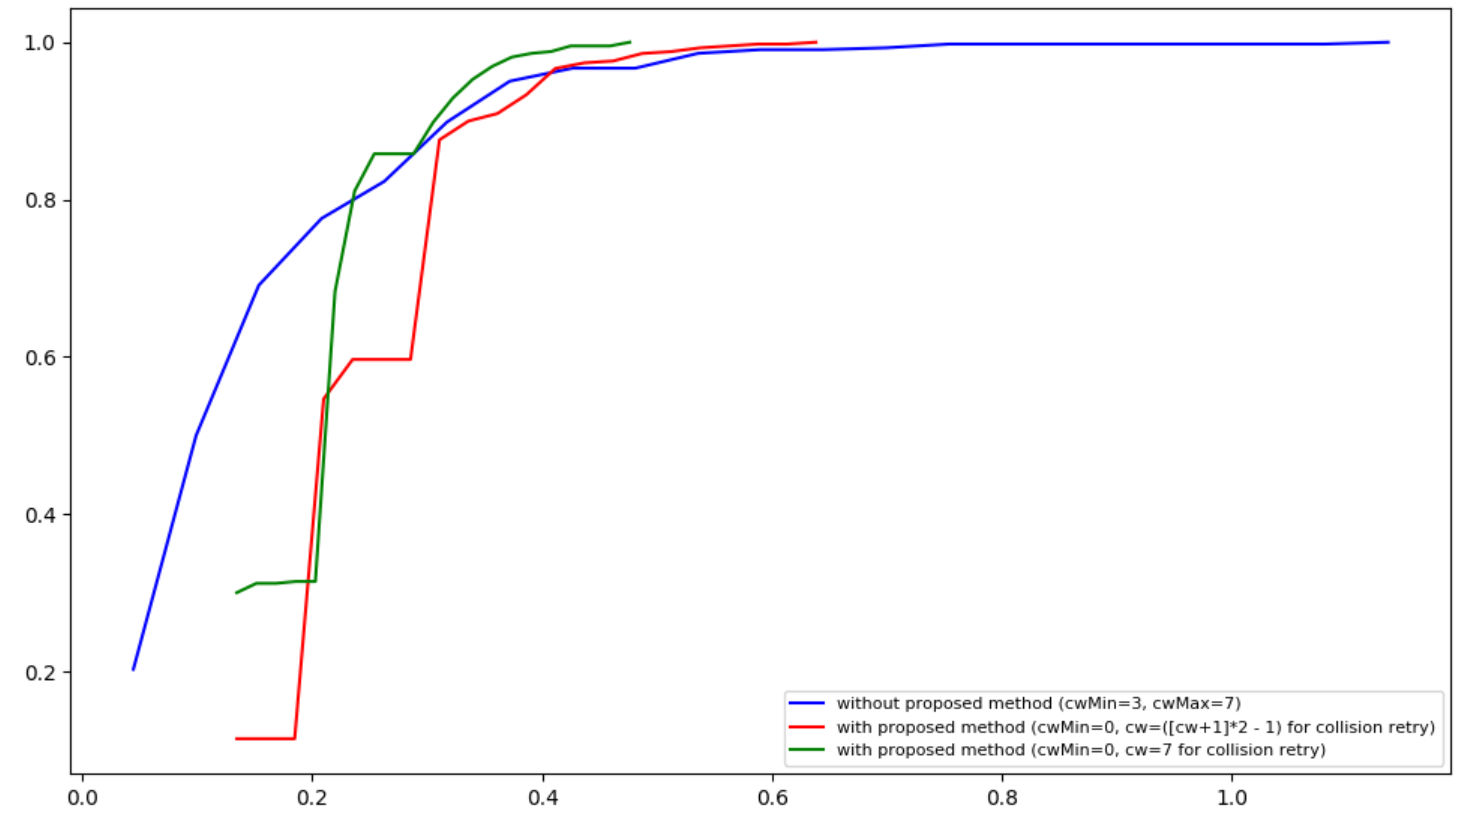 1.0
0.8
0.6
0.4
0.2
without proposed method (cwMin=3, cwMax=7)
with proposed method (cwMin=0, cw=([cw+1]*2 - 1) for collision retry)
with proposed method (cwMin=0, cw=7 for collision retry)
0.0 0.2 0.4 0.6 0.8 1.0